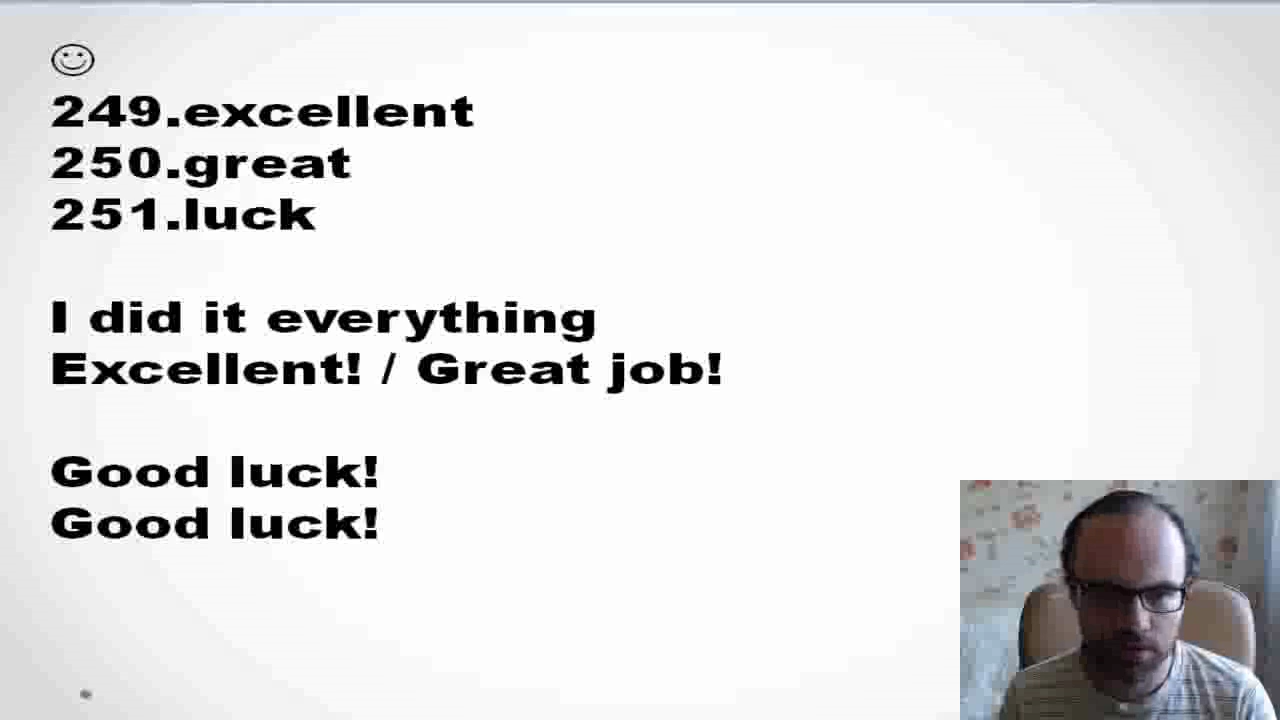 249.excellent
250.great
251.luck
I did it everything
Excellent! / Great job!
Good luck!
Good luck!